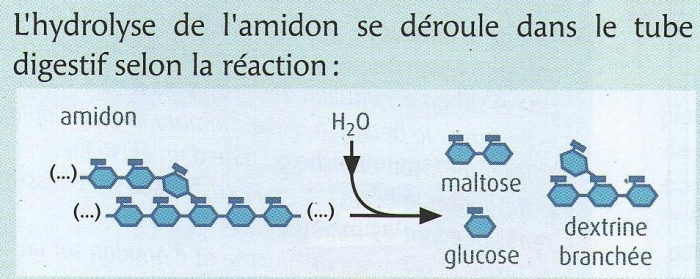 L'hydrolyse de l'amidon se déroule dans le tube
digestif selon la réaction :
amidon
H₂O
(...)
(...)
(...)
maltose
glucose
dextrine
branchée